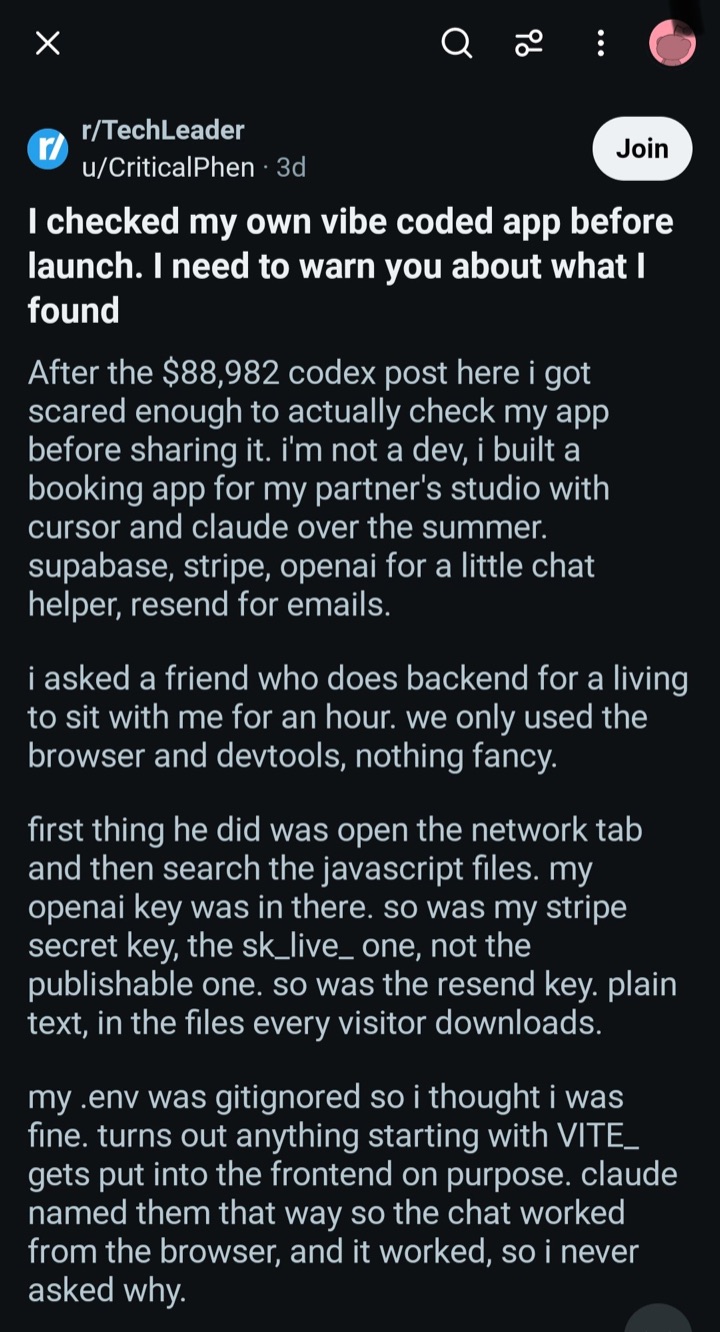 r/TechLeader
u/CriticalPhen · 3d
Join
I checked my own vibe coded app before
launch. I need to warn you about what I
found
After the $88,982 codex post here i got
scared enough to actually check my app
before sharing it. i'm not a dev, i built a
booking app for my partner's studio with
cursor and claude over the summer.
supabase, stripe, openai for a little chat
helper, resend for emails.
i asked a friend who does backend for a living
to sit with me for an hour. we only used the
browser and devtools, nothing fancy.
first thing he did was open the network tab
and then search the javascript files. my
openai key was in there. so was my stripe
secret key, the sk_live_ one, not the
publishable one. so was the resend key. plain
text, in the files every visitor downloads.
my .env was gitignored so i thought i was
fine. turns out anything starting with VITE_
gets put into the frontend on purpose. claude
named them that way so the chat worked
from the browser, and it worked, so i never
asked why.